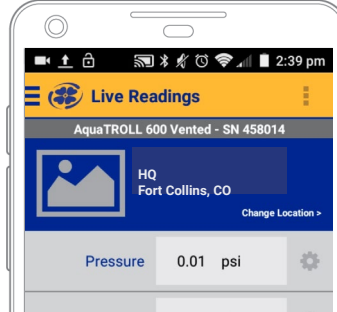 2:39 pm
Live Readings
AquaTROLL 600 Vented - SN 458014
HQ
Fort Collins, CO
Change Location >
Pressure 0.01 psi